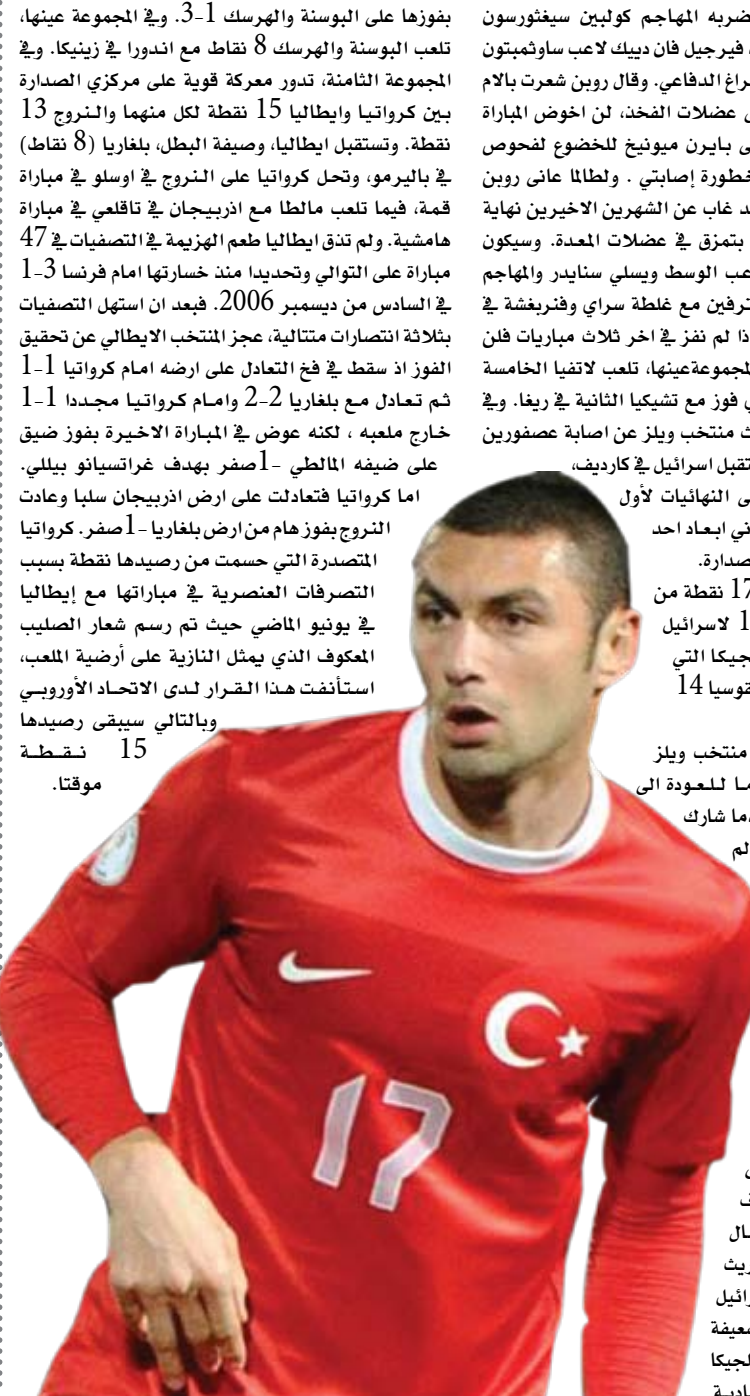 ضربه المهاجم كولبين سيغثورسون
فيرجيل فان دييك لاعب ساوثمبتون
الدفاعي. وقال روبن شعرت بالام
عضلات الفخذ، لن اخوض المباراة
بايرن ميونيخ للخضوع لفحوص
خطورة إصابتي . ولطالما عانى روبن
غاب عن الشهرين الاخيرين نهاية
بتمزق في عضلات المعدة. وسيكون
الوسط ويسلي سنايدر والمهاجم
مع غلطة سراي وفنربغشة في
لم نفز في اخر ثلاث مباريات فلن
تلعب لاتفيا الخامسة
فوز مع تشيكيا الثانية في ريغا. وفي
منتخب ويلز عن اصابة عصفورين
اسرائيل في كارديف،
النهائيات لأول
ابعاد احد
17 نقطة من
لاسرائيل
التي
14
منتخب ويلز
للعودة الى
شارك
بفوزها على البوسنة والهرسك 1-3. وفي المجموعة عينها،
تلعب البوسنة والهرسك 8 نقاط مع اندورا في زينيكا. وفي
المجموعة الثامنة، تدور معركة قوية على مركزي الصدارة
بين كرواتيا وايطاليا 15 نقطة لكل منهما والنروج 13
نقطة. وتستقبل ايطاليا، وصيفة البطل، بلغاريا (8 نقاط)
في باليرمو، وتحل كرواتيا على النروج في اوسلو في مباراة
قمة، فيما تلعب مالطا مع اذربيجان في تاقلعي في مباراة
هامشية. ولم تذق ايطاليا طعم الهزيمة في التصفيات في 47
مباراة على التوالي وتحديدا منذ خسارتها امام فرنسا 3-1
في السادس من ديسمبر 2006. فبعد ان استهل التصفيات
بثلاثة انتصارات متتالية، عجز المنتخب الايطالي عن تحقيق
الفوز اذ سقط في فخ التعادل على ارضه امام كرواتيا 1-1
ثم تعادل مع بلغاريا 2-2 وامام كرواتيا مجددا 1-1
خارج ملعبه ، لكنه عوض في المباراة الاخيرة بفوز ضيق
على ضيفه المالطي -1صفر بهدف غراتسيانو بيللي.
اما كرواتيا فتعادلت على ارض اذربيجان سلبا وعادت
النروج بفوز هام من ارض بلغاريا -1صفر. كرواتيا
المتصدرة التي حسمت من رصيدها نقطة بسبب
التصرفات العنصرية في مباراتها مع إيطاليا
في يونيو الماضي حيث تم رسم شعار الصليب
المعكوف الذي يمثل النازية على أرضية الملعب،
استأنفت هذا القرار لدى الاتحاد الأوروبي
وبالتالي سيبقى رصيدها
15 نقطة
موقتا.
17